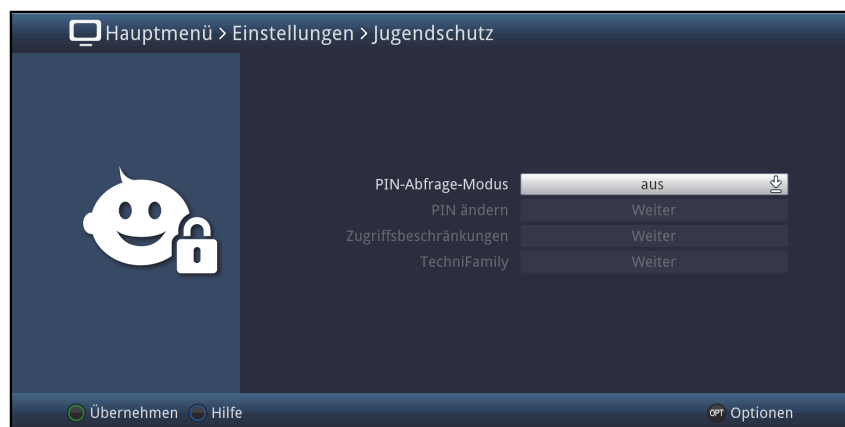 Hauptmenü > Einstellungen > Jugendschutz
PIN-Abfrage-Modus aus
PIN ändern Weiter
Zugriffsbeschränkungen Weiter
TechniFamily Weiter
Übernehmen Hilfe OPT Optionen